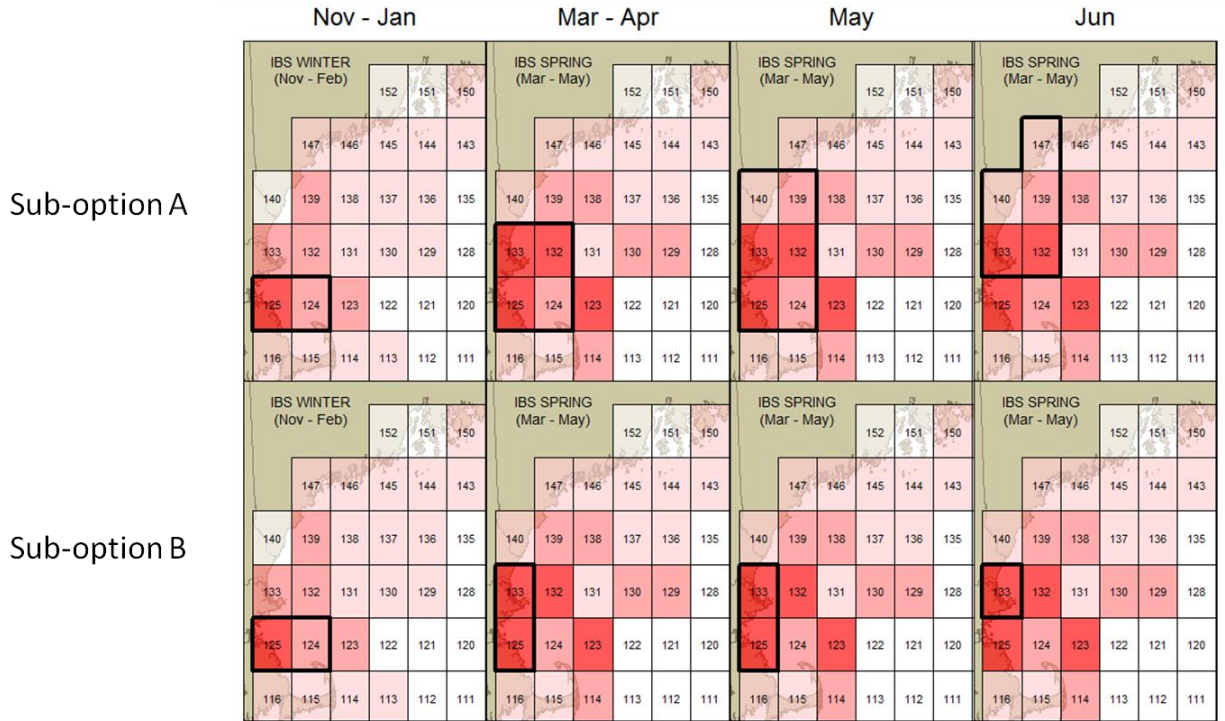 Nov - Jan Mar - Apr May Jun
Sub-option A
IBS WINTER IBS SPRING IBS SPRING IBS SPRING
(Nov - Feb) (Mar - May) (Mar - May) (Mar - May)
152 151 150 152 151 150 152 151 150 152 151 150
147 146 145 144 143 147 146 145 144 143 147 146 145 144 143 147 146 145 144 143
140 139 138 137 136 135 140 139 138 137 136 135 140 139 138 137 136 135 140 139 138 137 136 135
133 132 131 130 129 128 133 132 131 130 129 128 133 132 131 130 129 128 133 132 131 130 129 128
125 124 123 122 121 120 125 124 123 122 121 120 125 124 123 122 121 120 125 124 123 122 121 120
116 115 114 113 112 111 116 115 114 113 112 111 116 115 114 113 112 111 116 115 114 113 112 111
Sub-option B
IBS WINTER IBS SPRING IBS SPRING IBS SPRING
(Nov - Feb) (Mar - May) (Mar - May) (Mar - May)
152 151 150 152 151 150 152 151 150 152 151 150
147 146 145 144 143 147 146 145 144 143 147 146 145 144 143 147 146 145 144 143
140 139 138 137 136 135 140 139 138 137 136 135 140 139 138 137 136 135 140 139 138 137 136 135
133 132 131 130 129 128 133 132 131 130 129 128 133 132 131 130 129 128 133 132 131 130 129 128
125 124 123 122 121 120 125 124 123 122 121 120 125 124 123 122 121 120 125 124 123 122 121 120
116 115 114 113 112 111 116 115 114 113 112 111 116 115 114 113 112 111 116 115 114 113 112 111